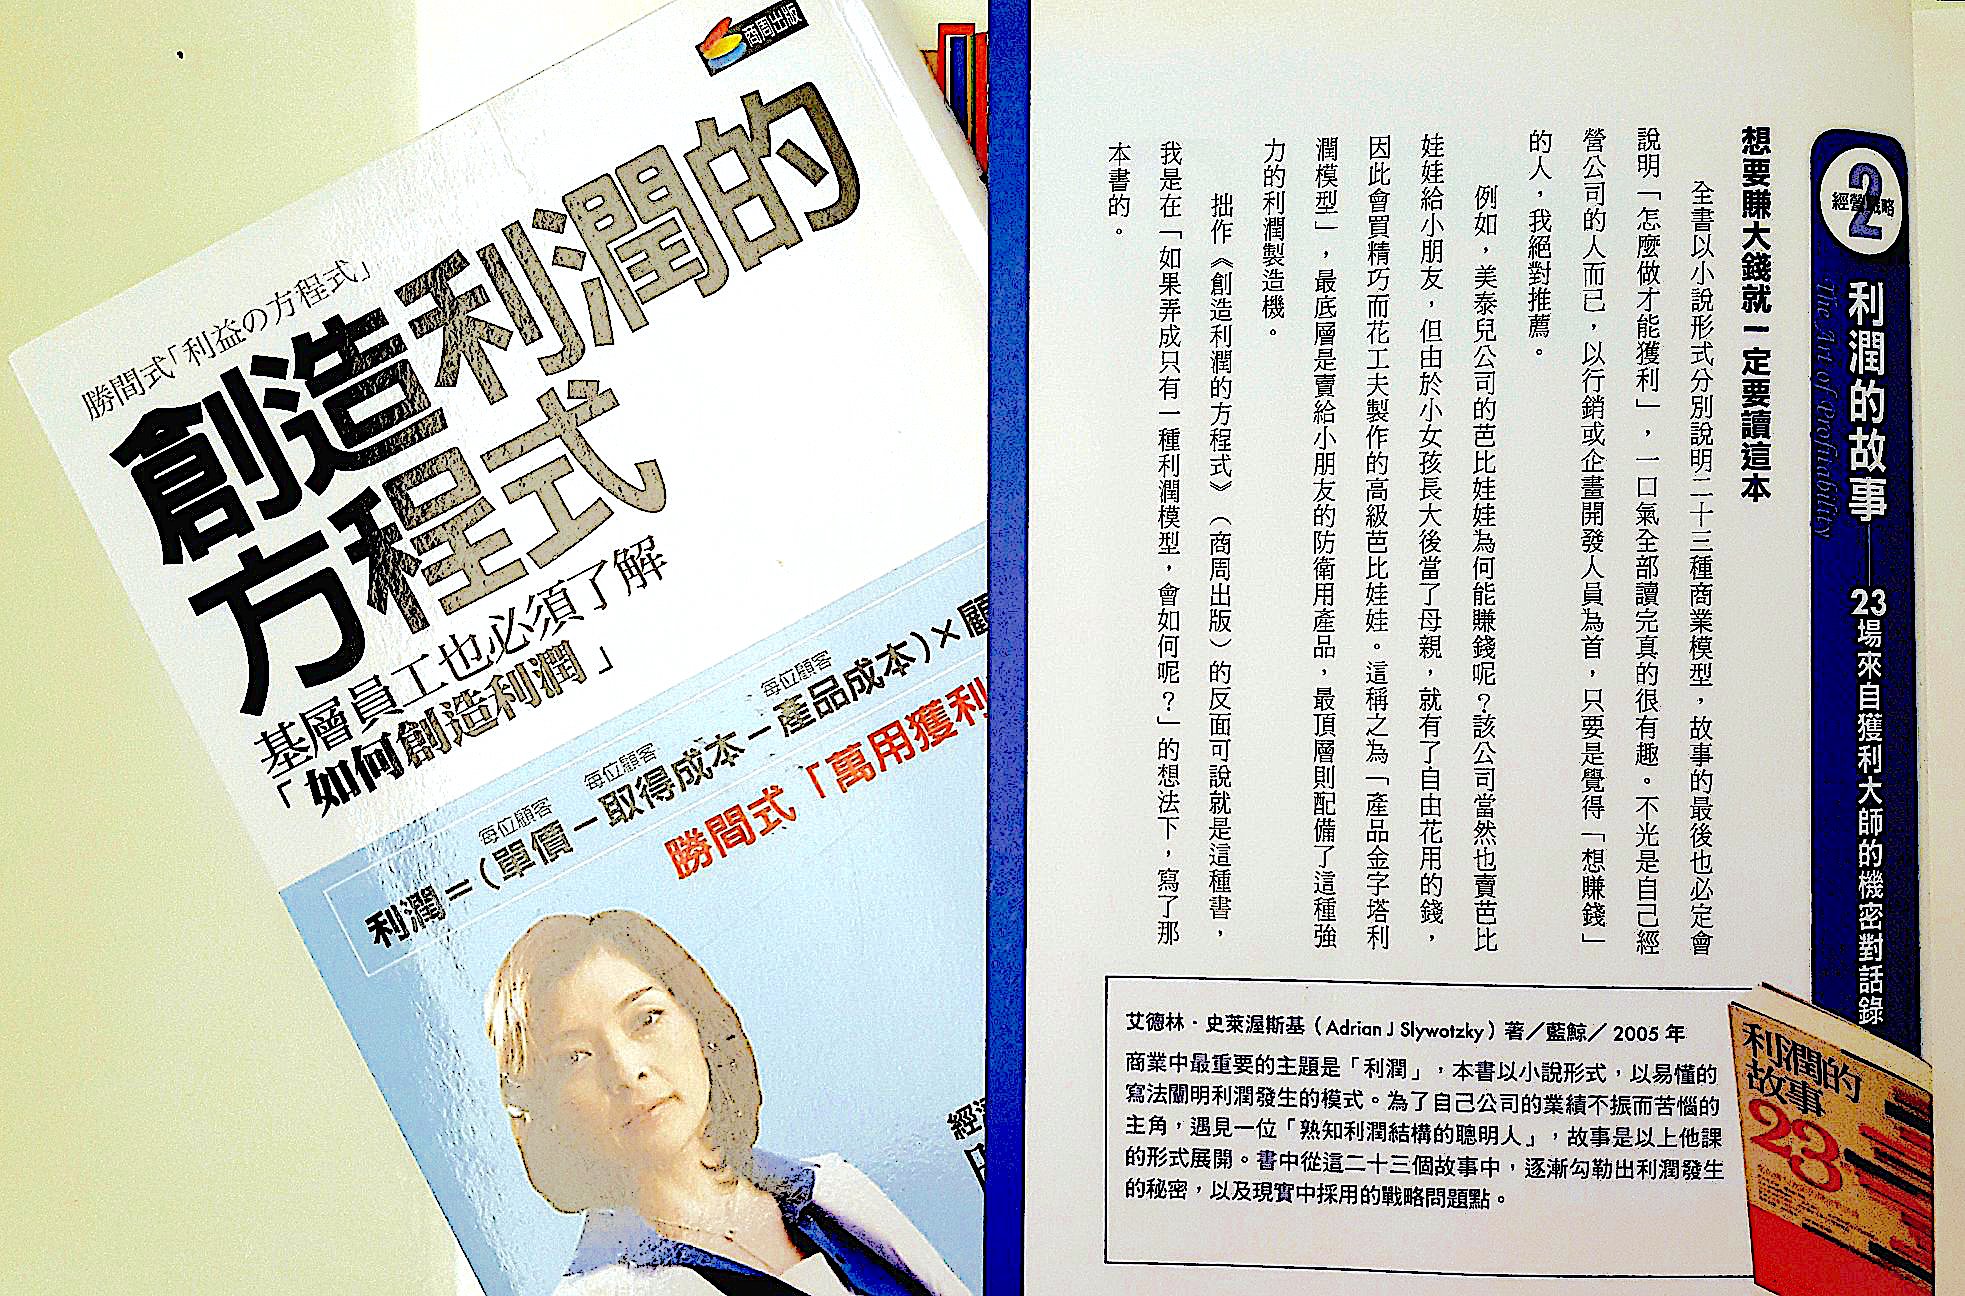 商周出版
勝間式「利益の方程式」
創造利潤的
方程式
基層員工也必須了解
「如何創造利潤」
每位顧客 每位顧客 每位顧客
利潤＝(單價－取得成本－產品成本)×顧
勝間式「萬用獲利
2
經營戰略
利潤的故事——23場來自獲利大師的機密對話錄
The Art of Profitability
想要賺大錢就一定要讀這本
全書以小說形式分別說明二十三種商業模型，故事的最後也必定會
說明「怎麼做才能獲利」，一口氣全部讀完真的很有趣。不光是自己經
營公司的人而已，以行銷或企畫開發人員為首，只要是覺得「想賺錢」
的人，我絕對推薦。
例如，美泰兒公司的芭比娃娃為何能賺錢呢？該公司當然也賣芭比
娃娃給小朋友，但由於小女孩長大後當了母親，就有了自由花用的錢，
因此會買精巧而花工夫製作的高級芭比娃娃。這稱之為「產品金字塔利
潤模型」，最底層是賣給小朋友的防衛用產品，最頂層則配備了這種強
力的利潤製造機。
拙作《創造利潤的方程式》（商周出版）的反面可說就是這種書，
我是在「如果弄成只有一種利潤模型，會如何呢？」的想法下，寫了那
本書的。
艾德林．史萊渥斯基（Adrian J Slywotzky）著／藍鯨／2005 年
商業中最重要的主題是「利潤」，本書以小說形式，以易懂的
寫法闡明利潤發生的模式。為了自己公司的業績不振而苦惱的
主角，遇見一位「熟知利潤結構的聰明人」，故事是以上他課
的形式展開。書中從這二十三個故事中，逐漸勾勒出利潤發生
的秘密，以及現實中採用的戰略問題點。
利潤的
故事
23